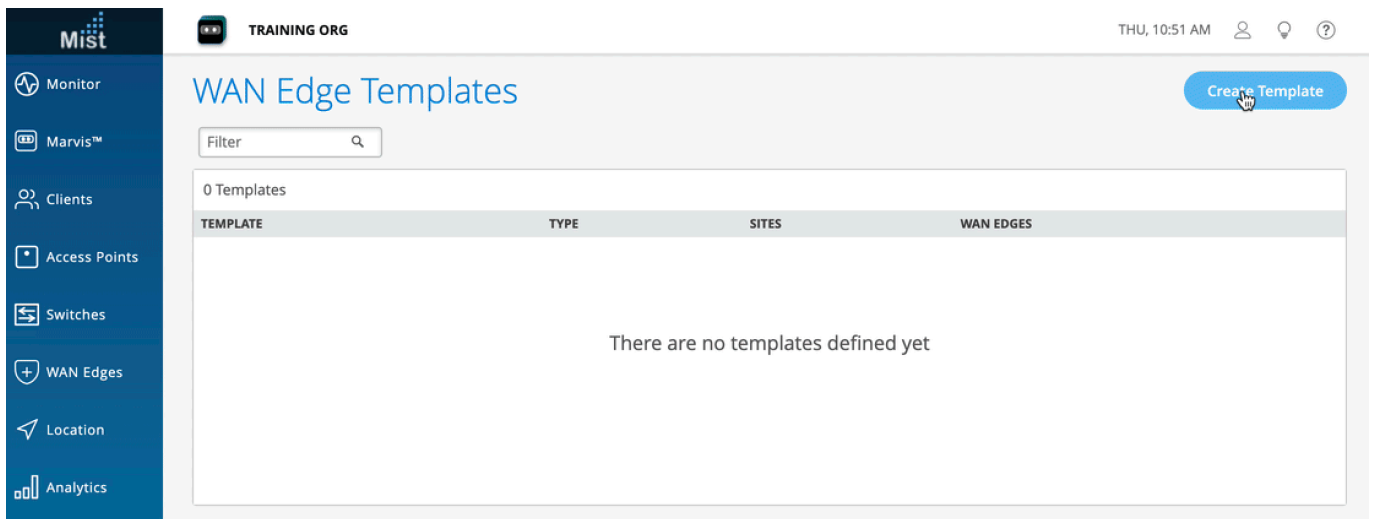 Mist
TRAINING ORG
THU, 10:51 AM
Monitor
Marvis™
Clients
Access Points
Switches
WAN Edges
Location
Analytics
WAN Edge Templates
Create Template
Filter
0 Templates
TEMPLATE TYPE SITES WAN EDGES
There are no templates defined yet